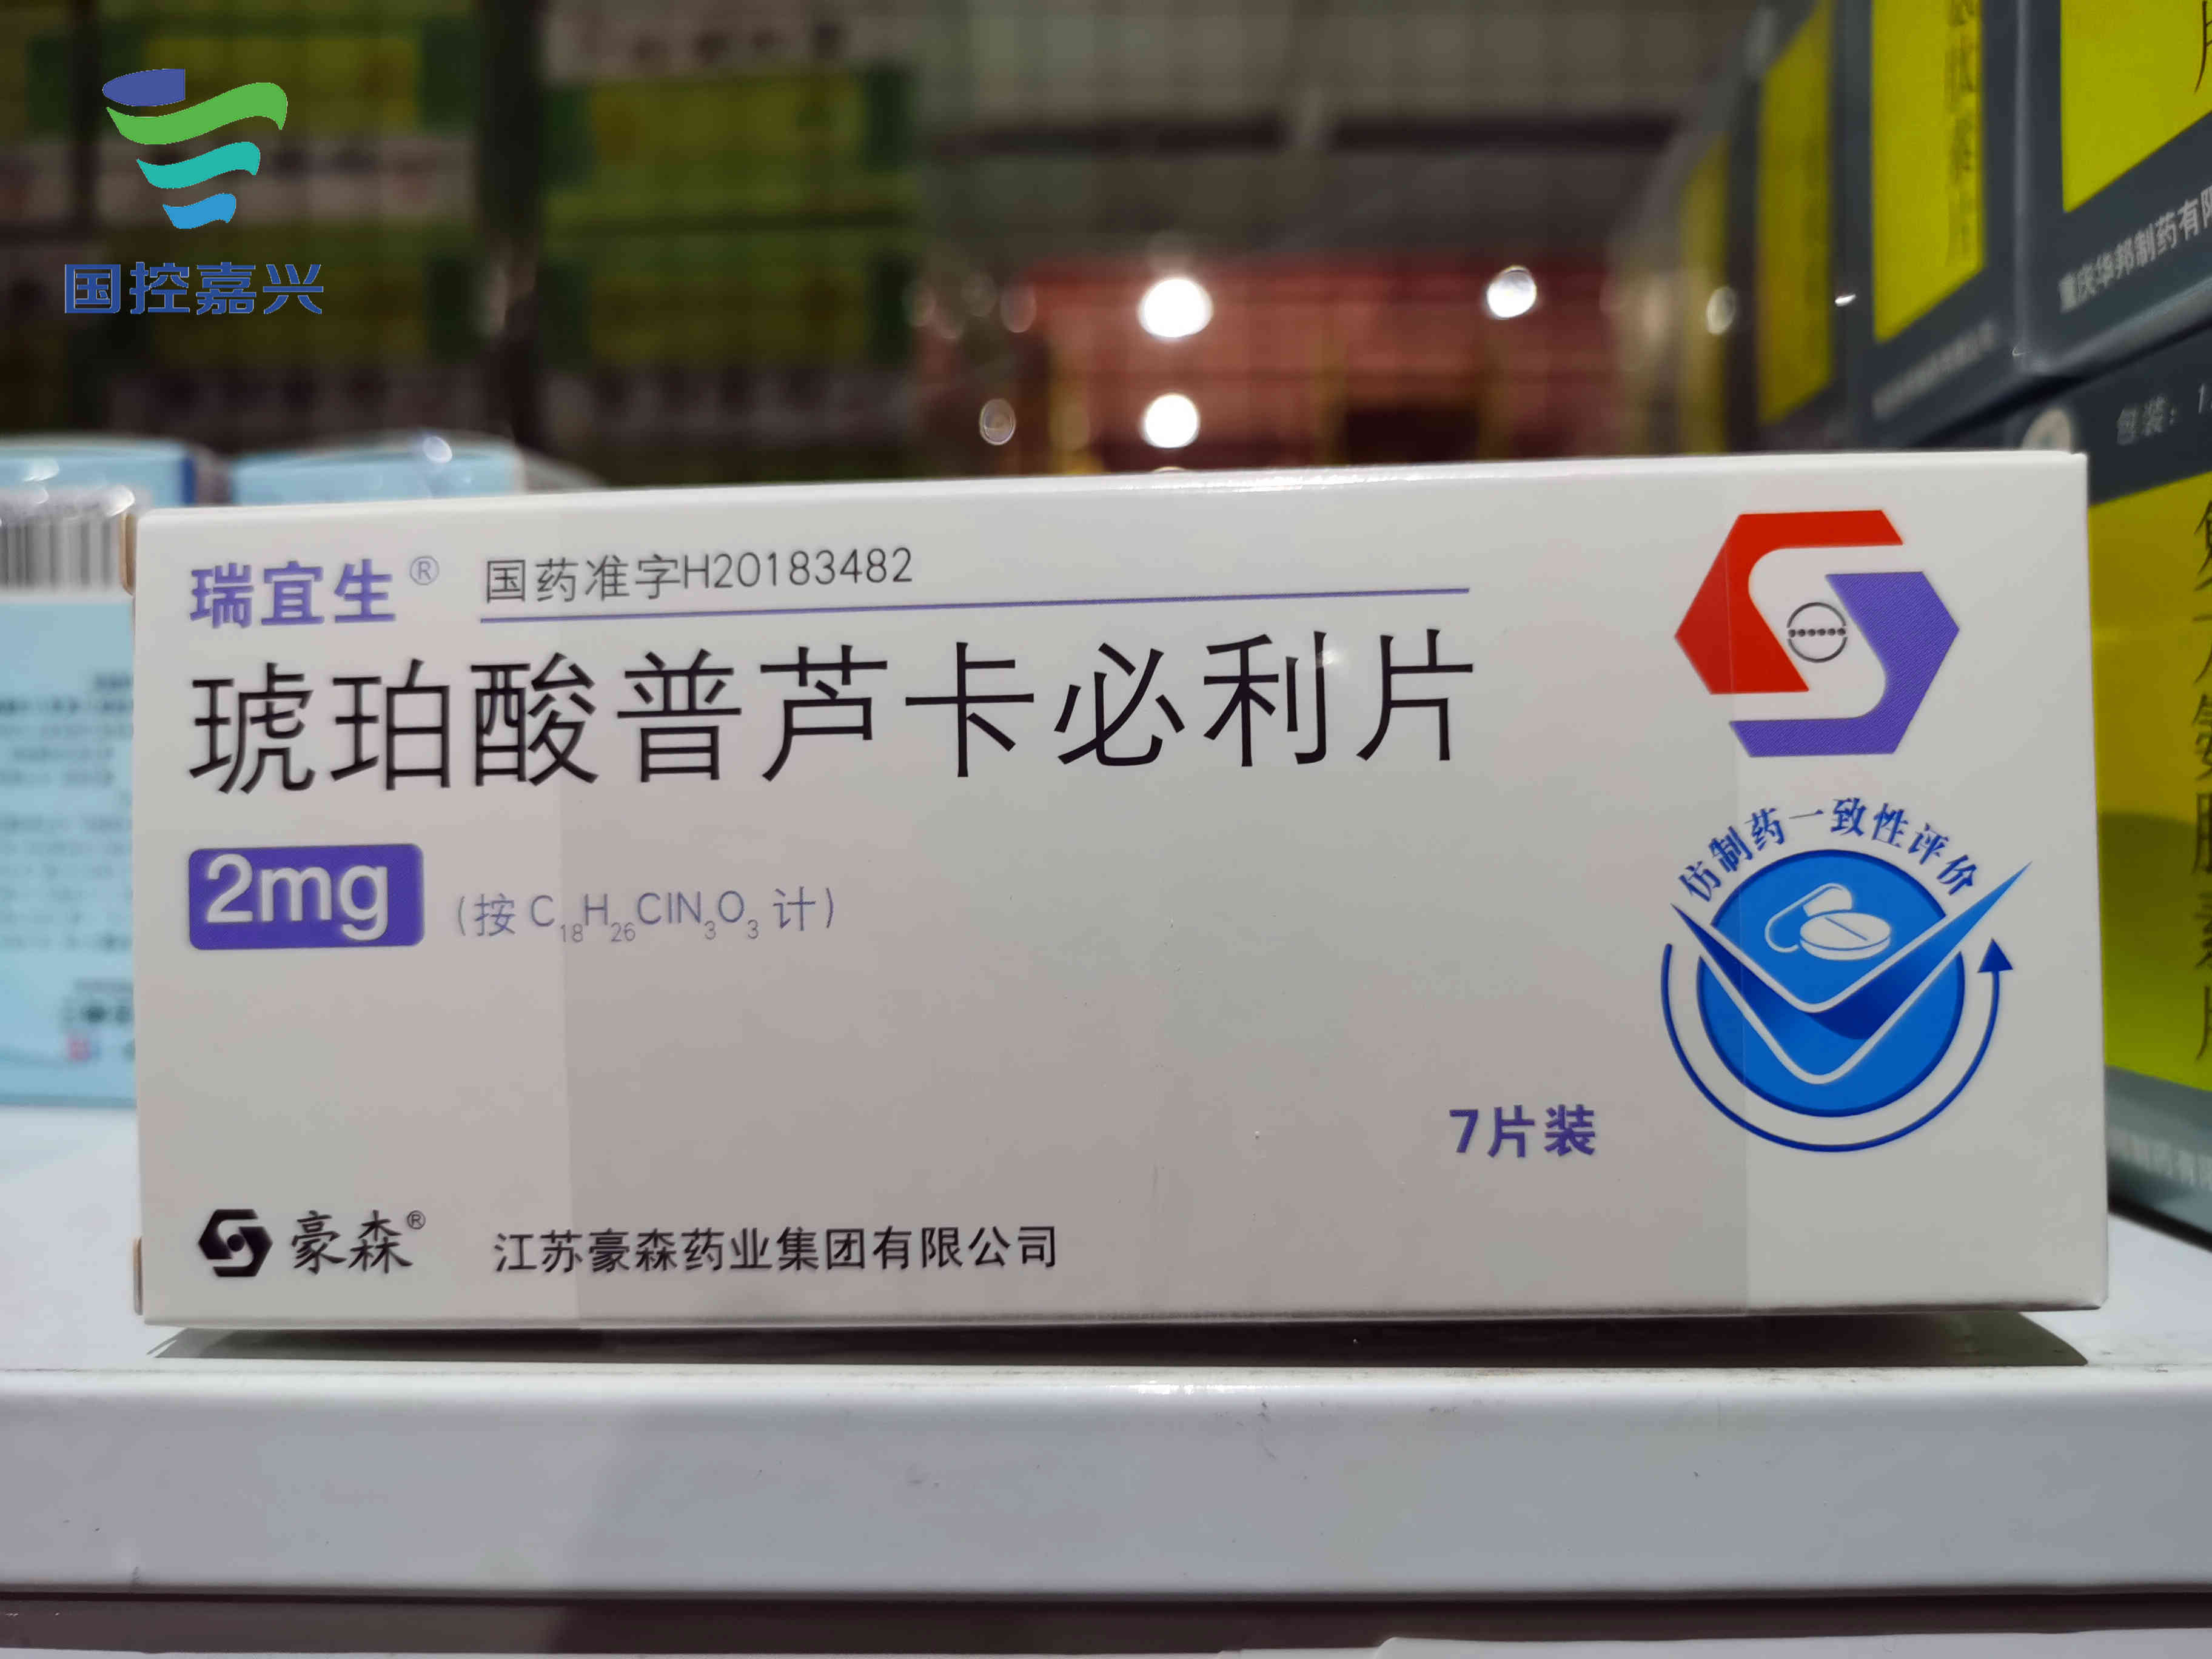 国控嘉兴
瑞宜生® 国药准字H20183482
琥珀酸普芦卡必利片
2mg (按 C18H26ClN3O3 计)
仿制药一致性评价
7片装
豪森® 江苏豪森药业集团有限公司
重庆华邦制药有限
包装：